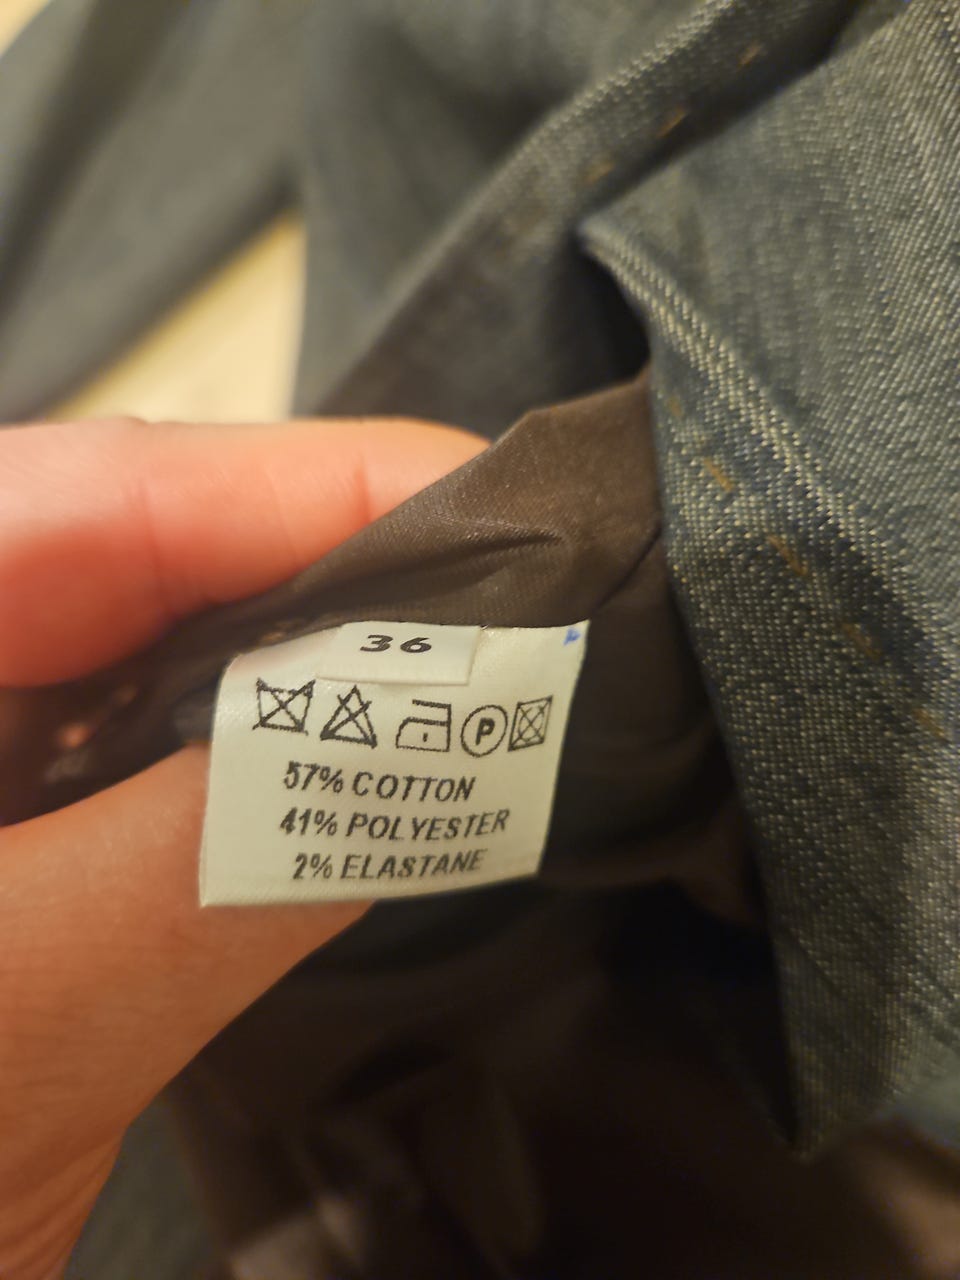 36
P
57% COTTON
41% POLYESTER
2% ELASTANE